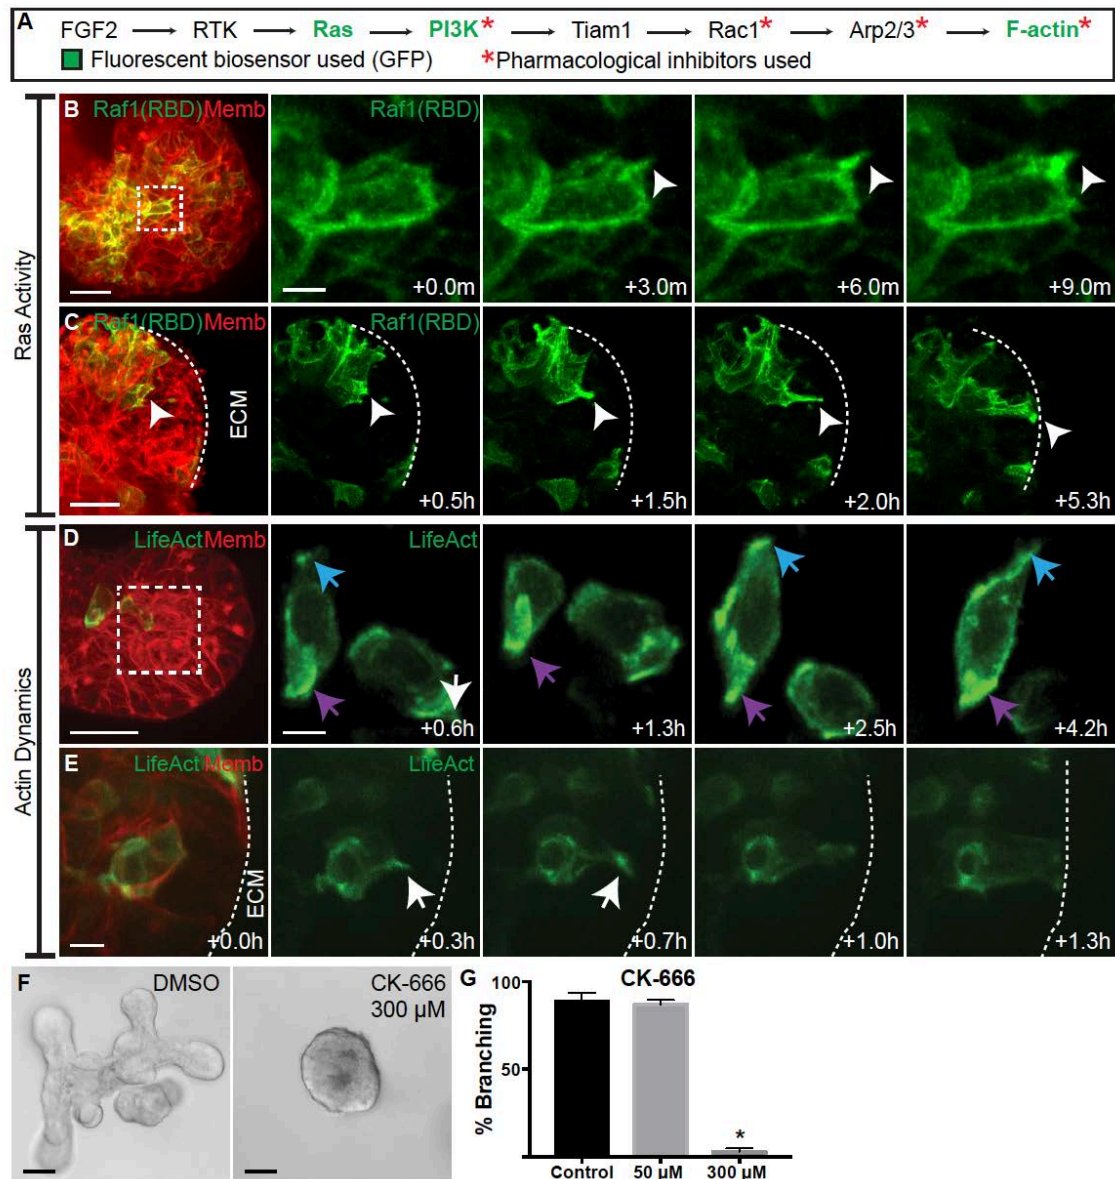 A
FGF2 → RTK → Ras → PI3K* → Tiam1 → Rac1* → Arp2/3* → F-actin*
Fluorescent biosensor used (GFP) *Pharmacological inhibitors used
Ras Activity
B Raf1(RBD)Memb
Raf1(RBD)
+0.0m
+3.0m
+6.0m
+9.0m
C Raf1(RBD)Memb
ECM
Raf1(RBD)
+0.5h
+1.5h
+2.0h
+5.3h
Actin Dynamics
D LifeActMemb
LifeAct
+0.6h
+1.3h
+2.5h
+4.2h
E LifeActMemb
ECM
+0.0h
LifeAct
+0.3h
+0.7h
+1.0h
+1.3h
F
DMSO
CK-666
300 µM
G
CK-666
% Branching
100
50
*
Control 50 µM 300 µM